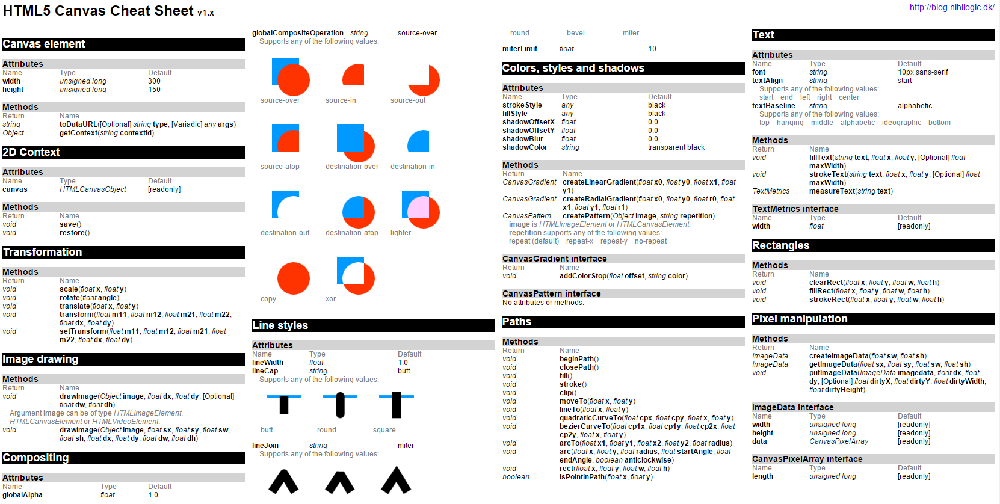 HTML5 Canvas Cheat Sheet v1.x
http://blog.nihilogic.dk/
Canvas element
Attributes
Name Type Default
width unsigned long 300
height unsigned long 150
Methods
Return Name
string toDataURL([Optional] string type, [Variadic] any args)
Object getContext(string contextId)
2D Context
Attributes
Name Type Default
canvas HTMLCanvasObject [readonly]
Methods
Return Name
void save()
void restore()
Transformation
Methods
Return Name
void scale(float x, float y)
void rotate(float angle)
void translate(float x, float y)
void transform(float m11, float m12, float m21, float m22,
float dx, float dy)
void setTransform(float m11, float m12, float m21, float
m22, float dx, float dy)
Image drawing
Methods
Return Name
void drawImage(Object image, float dx, float dy, [Optional]
float dw, float dh)
Argument image can be of type HTMLImageElement,
HTMLCanvasElement or HTMLVideoElement.
void drawImage(Object image, float sx, float sy, float sw,
float sh, float dx, float dy, float dw, float dh)
Compositing
Attributes
Name Type Default
globalAlpha float 1.0
globalCompositeOperation string source-over
Supports any of the following values:
source-over source-in source-out
source-atop destination-over destination-in
destination-out destination-atop lighter
copy xor
Line styles
Attributes
Name Type Default
lineWidth float 1.0
lineCap string butt
Supports any of the following values:
butt round square
lineJoin string miter
Supports any of the following values:
round bevel miter
miterLimit float 10
Colors, styles and shadows
Attributes
Name Type Default
strokeStyle any black
fillStyle any black
shadowOffsetX float 0.0
shadowOffsetY float 0.0
shadowBlur float 0.0
shadowColor string transparent black
Methods
Return Name
CanvasGradient createLinearGradient(float x0, float y0, float x1, float
y1)
CanvasGradient createRadialGradient(float x0, float y0, float r0, float
x1, float y1, float r1)
CanvasPattern createPattern(Object image, string repetition)
image is HTMLImageElement or HTMLCanvasElement.
repetition supports any of the following values:
repeat (default) repeat-x repeat-y no-repeat
CanvasGradient interface
Return Name
void addColorStop(float offset, string color)
CanvasPattern interface
No attributes or methods.
Paths
Methods
Return Name
void beginPath()
void closePath()
void fill()
void stroke()
void clip()
void moveTo(float x, float y)
void lineTo(float x, float y)
void quadraticCurveTo(float cpx, float cpy, float x, float y)
void bezierCurveTo(float cp1x, float cp1y, float cp2x, float
cp2y, float x, float y)
void arcTo(float x1, float y1, float x2, float y2, float radius)
void arc(float x, float y, float radius, float startAngle, float
endAngle, boolean anticlockwise)
void rect(float x, float y, float w, float h)
boolean isPointInPath(float x, float y)
Text
Attributes
Name Type Default
font string 10px sans-serif
textAlign string start
Supports any of the following values:
start end left right center
textBaseline string alphabetic
Supports any of the following values:
top hanging middle alphabetic ideographic bottom
Methods
Return Name
void fillText(string text, float x, float y, [Optional] float
maxWidth)
void strokeText(string text, float x, float y, [Optional] float
maxWidth)
TextMetrics measureText(string text)
TextMetrics interface
Name Type Default
width float [readonly]
Rectangles
Methods
Return Name
void clearRect(float x, float y, float w, float h)
void fillRect(float x, float y, float w, float h)
void strokeRect(float x, float y, float w, float h)
Pixel manipulation
Methods
Return Name
ImageData createImageData(float sw, float sh)
ImageData getImageData(float sx, float sy, float sw, float sh)
void putImageData(ImageData imagedata, float dx, float
dy, [Optional] float dirtyX, float dirtyY, float dirtyWidth,
float dirtyHeight)
ImageData interface
Name Type Default
width unsigned long [readonly]
height unsigned long [readonly]
data CanvasPixelArray [readonly]
CanvasPixelArray interface
Name Type Default
length unsigned long [readonly]